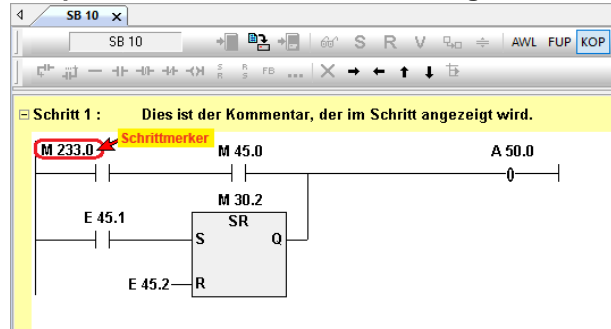 SB 10 x
SB 10 S R V AWL FUP KOP
S R R S FB ...
Schritt 1 : Dies ist der Kommentar, der im Schritt angezeigt wird.
Schrittmerker
M 233.0 M 45.0 A 50.0
M 30.2
E 45.1 SR
S Q
E 45.2 R